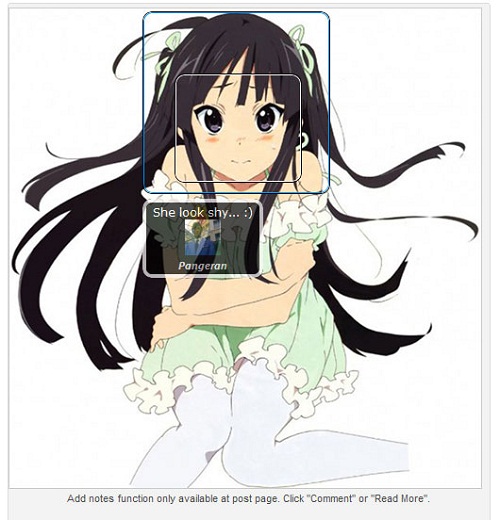 She look shy... :)
Pangeran
Add notes function only available at post page. Click "Comment" or "Read More".